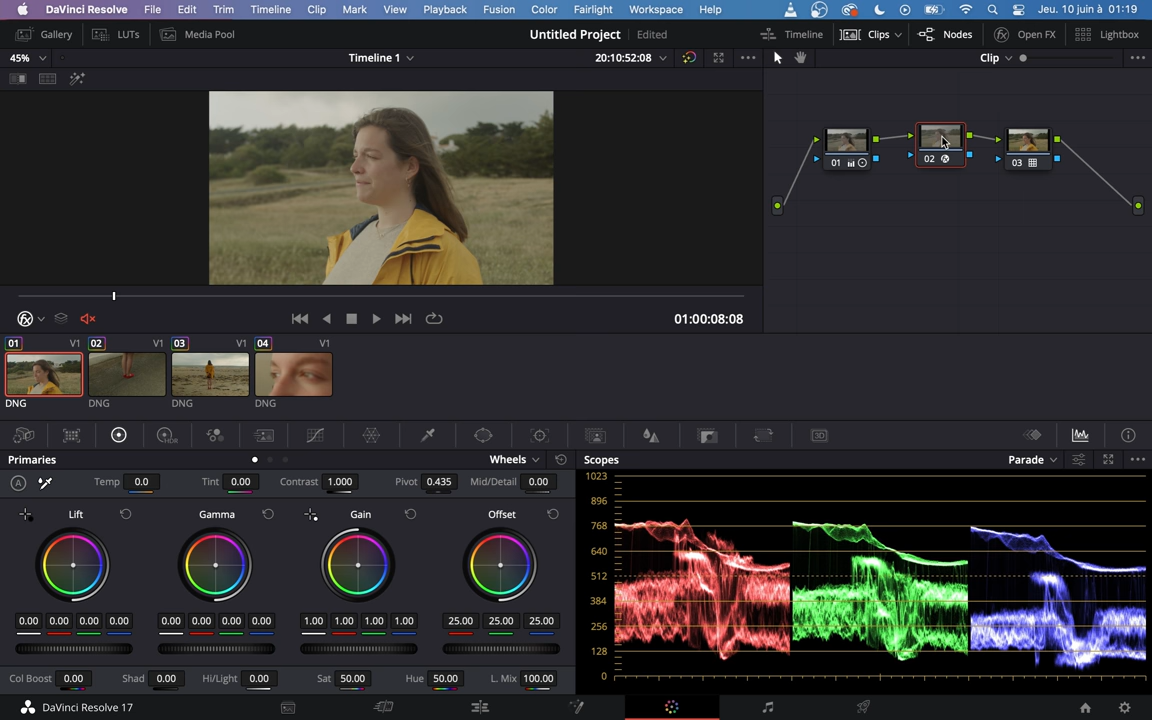 DaVinci Resolve File Edit Trim Timeline Clip Mark View Playback Fusion Color Fairlight Workspace Help Jeu. 10 juin à 01:19
Gallery LUTs Media Pool Untitled Project Edited Timeline Clips Nodes Open FX Lightbox
45% Timeline 1 20:10:52:08 Clip
01 02 03
01:00:08:08
01 V1 02 V1 03 V1 04 V1
DNG DNG DNG DNG
HDR 3D
Primaries Wheels Scopes Parade
A Temp 0.0 Tint 0.00 Contrast 1.000 Pivot 0.435 Mid/Detail 0.00
Lift Gamma Gain Offset
0.00 0.00 0.00 0.00 0.00 0.00 0.00 0.00 1.00 1.00 1.00 1.00 25.00 25.00 25.00
Col Boost 0.00 Shad 0.00 Hi/Light 0.00 Sat 50.00 Hue 50.00 L. Mix 100.00
1023
896
768
640
512
384
256
128
0
DaVinci Resolve 17